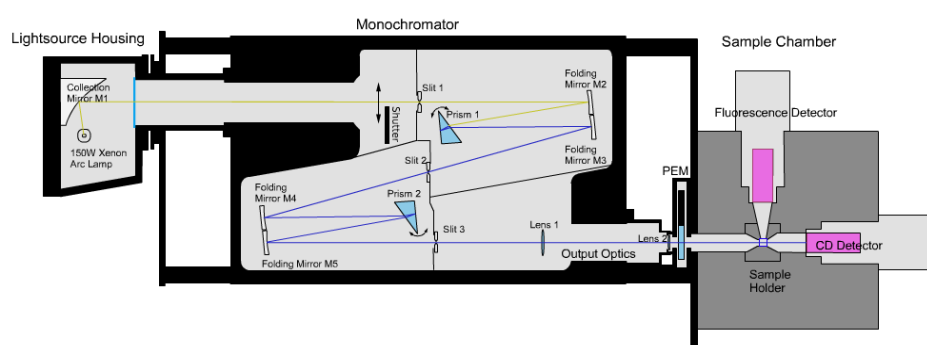 Monochromator
Lightsource Housing
Sample Chamber
Collection
Mirror M1
150W Xenon
Arc Lamp
Shutter
Slit 1
Prism 1
Folding
Mirror M2
Folding
Mirror M3
Slit 2
Folding
Mirror M4
Prism 2
Slit 3
Folding Mirror M5
Lens 1
Output Optics
Lens 2
PEM
Fluorescence Detector
CD Detector
Sample
Holder